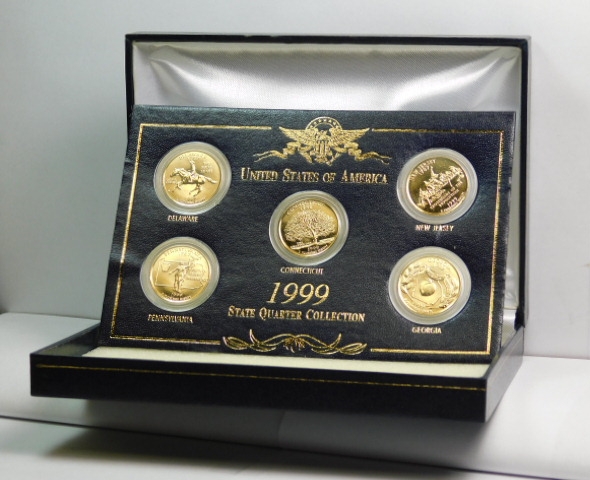 UNITED STATES OF AMERICA
DELAWARE
NEW JERSEY
CONNECTICUT
PENNSYLVANIA
GEORGIA
1999
STATE QUARTER COLLECTION